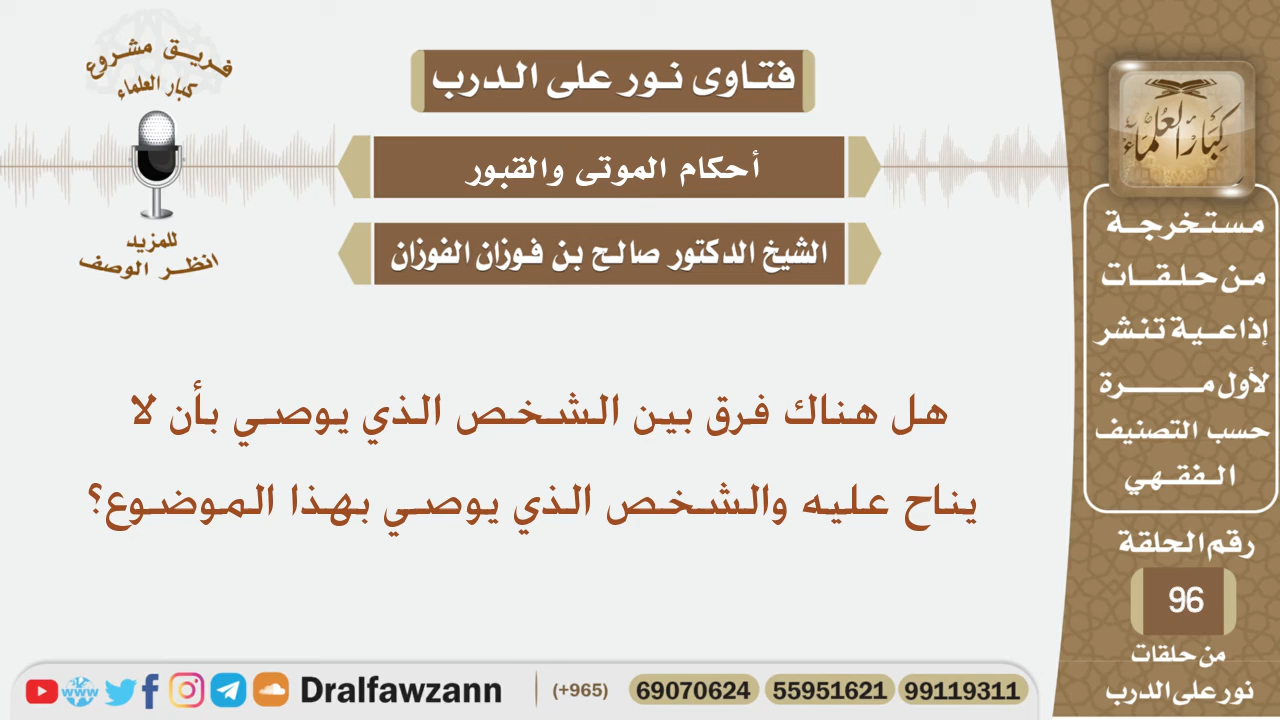 فريق مشروع
كبار العلماء
للمزيد
انظر الوصف
فتاوى نور على الدرب
أحكام الموتى والقبور
الشيخ الدكتور صالح بن فوزان الفوزان
هل هناك فرق بين الشخص الذي يوصي بأن لا
يناح عليه والشخص الذي يوصي بهذا الموضوع؟
كبار العلماء
مستخرجة
من حلقات
إذاعية تنشر
لأول مرة
حسب التصنيف
الفقهي
رقم الحلقة
96
من حلقات
نور على الدرب
www Dralfawzann (+965) 69070624 55951621 99119311